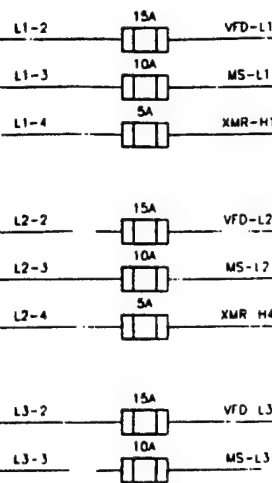 15A
L1-2 VFD-L1
10A
L1-3 MS-L1
5A
L1-4 XMR-H1
15A
L2-2 VFD-L2
10A
L2-3 MS-L2
5A
L2-4 XMR H4
15A
L3-2 VFD L3
10A
L3-3 MS-L3